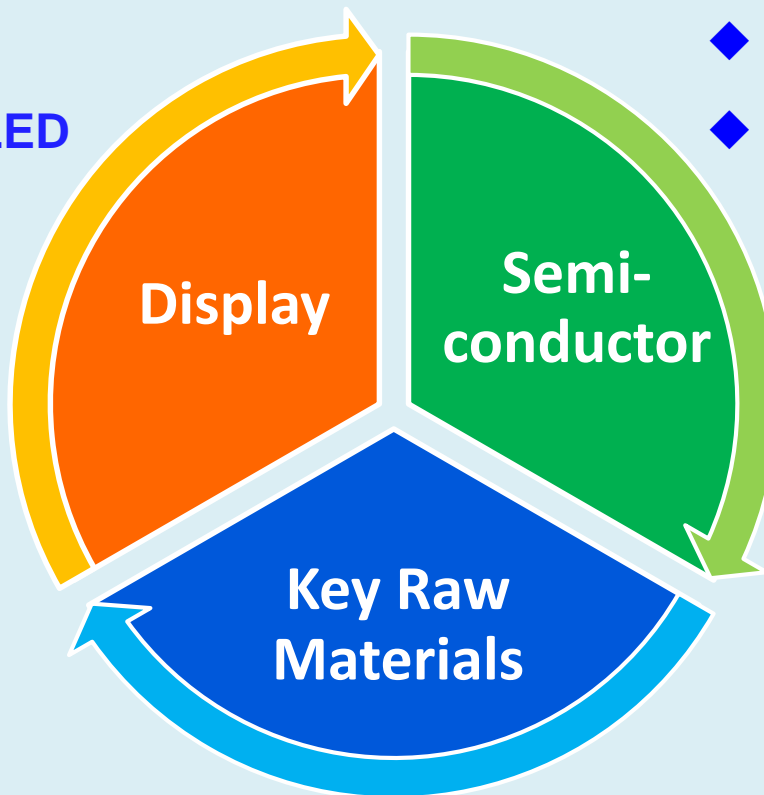 LED
Display
Semi-
conductor
Key Raw
Materials